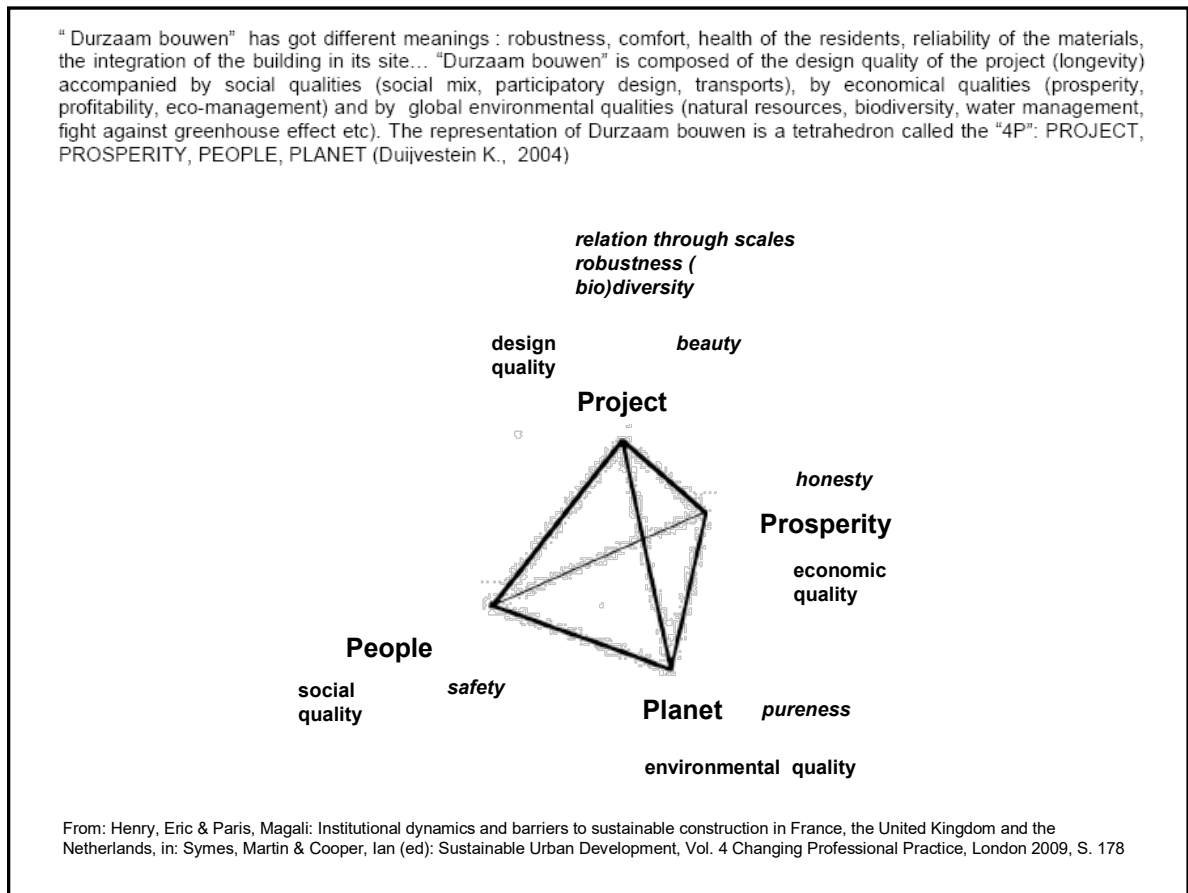 “ Durzaam bouwen” has got different meanings : robustness, comfort, health of the residents, reliability of the materials,
the integration of the building in its site... “Durzaam bouwen” is composed of the design quality of the project (longevity)
accompanied by social qualities (social mix, participatory design, transports), by economical qualities (prosperity,
profitability, eco-management) and by global environmental qualities (natural resources, biodiversity, water management,
fight against greenhouse effect etc). The representation of Durzaam bouwen is a tetrahedron called the “4P”: PROJECT,
PROSPERITY, PEOPLE, PLANET (Duijvestein K., 2004)
relation through scales
robustness (
bio)diversity
design
quality
beauty
Project
honesty
Prosperity
economic
quality
People
social
quality
safety
Planet
pureness
environmental quality
From: Henry, Eric & Paris, Magali: Institutional dynamics and barriers to sustainable construction in France, the United Kingdom and the
Netherlands, in: Symes, Martin & Cooper, Ian (ed): Sustainable Urban Development, Vol. 4 Changing Professional Practice, London 2009, S. 178